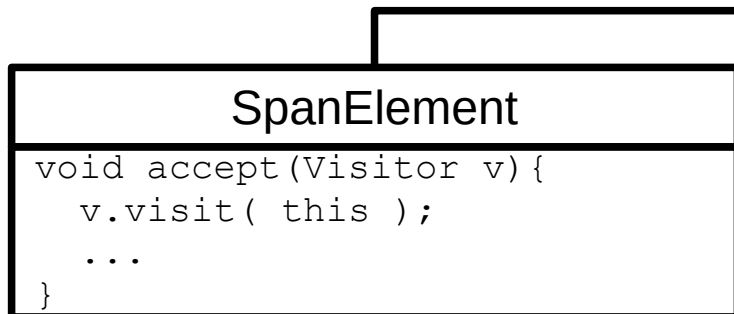 SpanElement
void accept(Visitor v){
  v.visit( this );
  ...
}